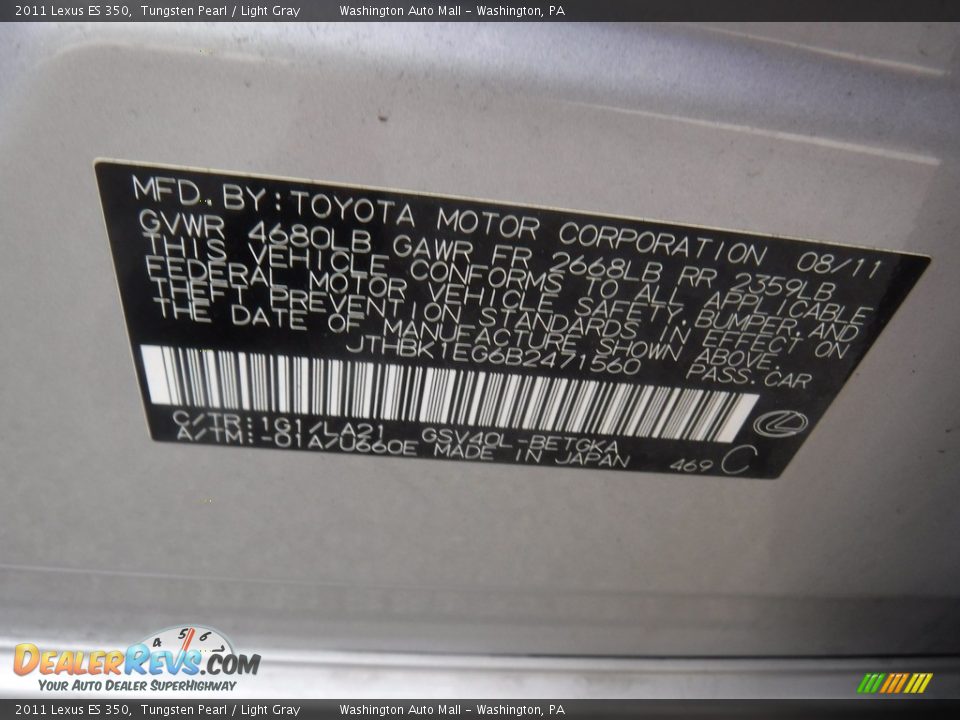 2011 Lexus ES 350,  Tungsten Pearl / Light Gray          Washington Auto Mall - Washington, PA
MFD. BY: TOYOTA MOTOR CORPORATION 08/11
GVWR 4680LB GAWR FR 2668LB RR 2359LB
THIS VEHICLE CONFORMS TO ALL APPLICABLE
FEDERAL MOTOR VEHICLE SAFETY, BUMPER, AND
THEFT PREVENTION STANDARDS IN EFFECT ON
THE DATE OF MANUFACTURE SHOWN ABOVE.
JTHBK1EG6B2471560 PASS. CAR
C/TR: 1G1/LA21 GSV40L-BETGKA
A/TM: -01A/U660E MADE IN JAPAN 469 C
4 5 6
DealerRevs.com
Your Auto Dealer SuperHighway
2011 Lexus ES 350,  Tungsten Pearl / Light Gray          Washington Auto Mall - Washington, PA